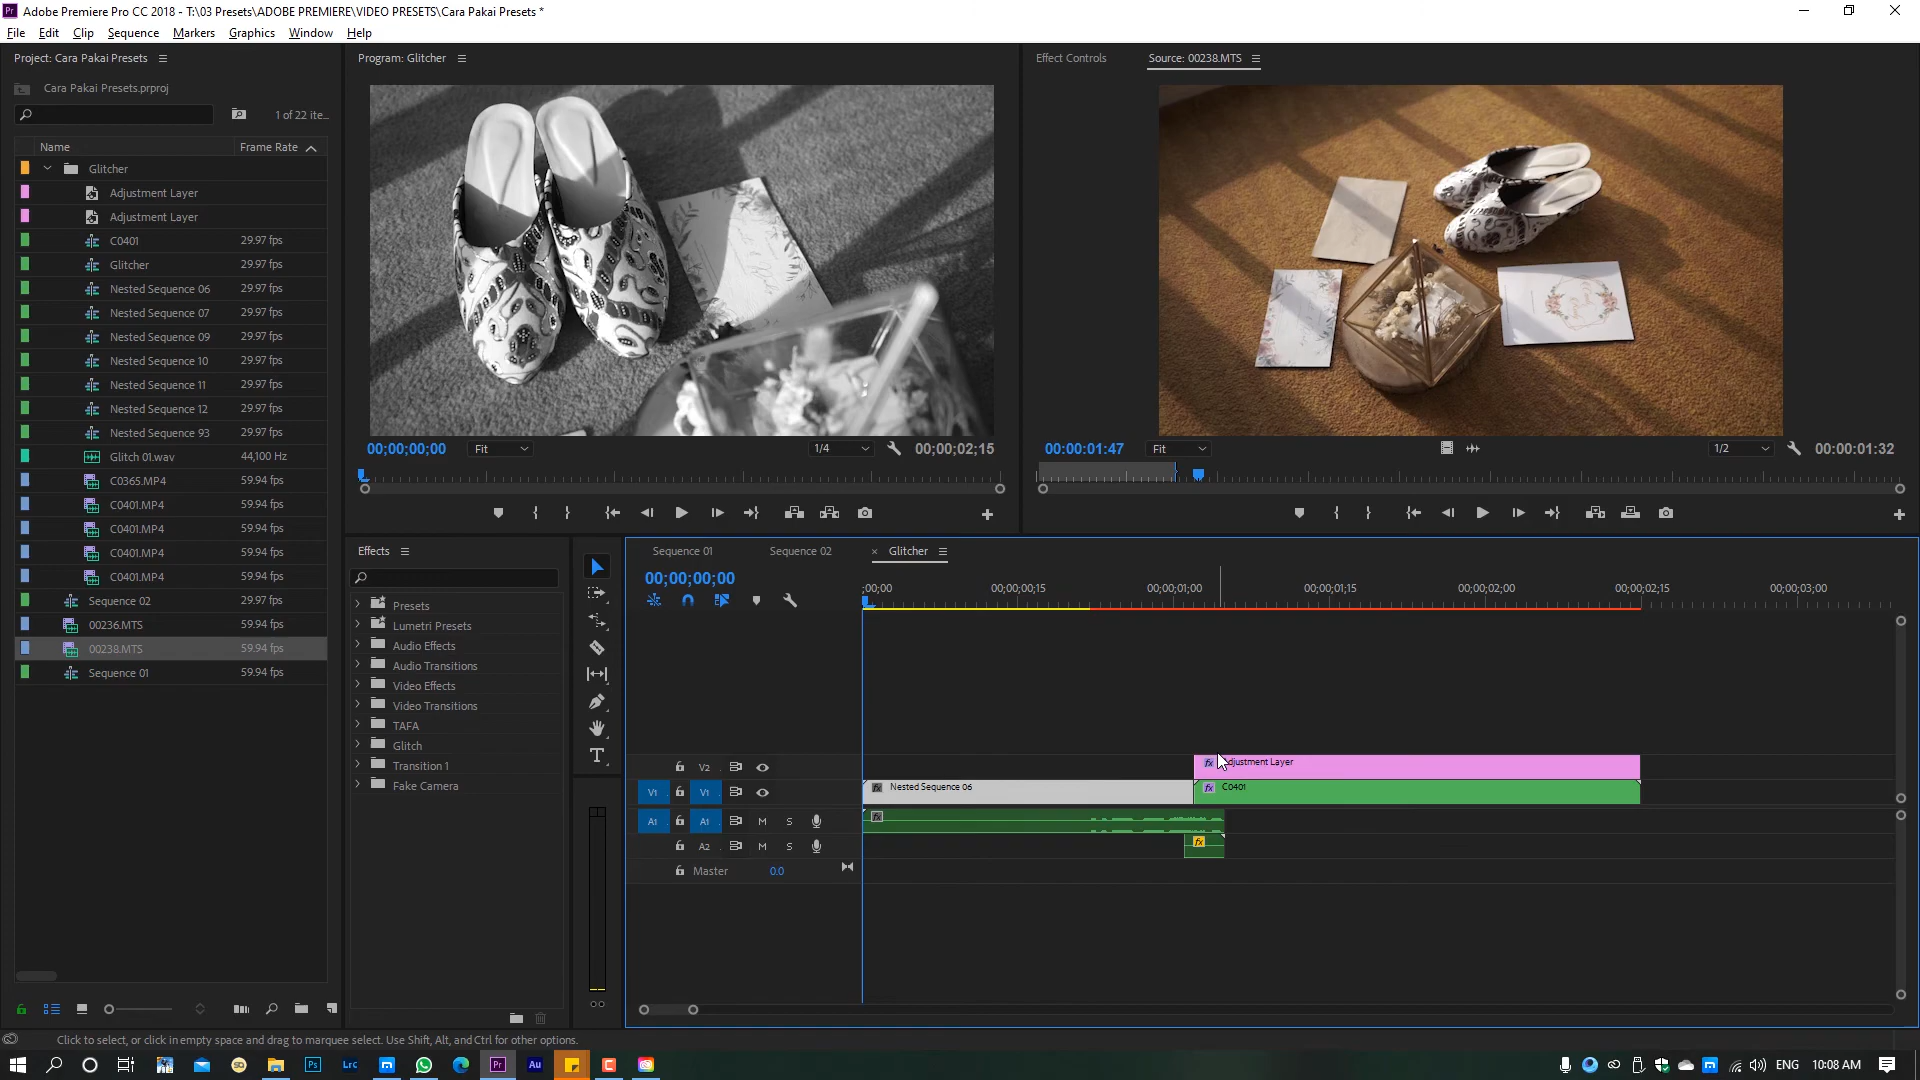 Adobe Premiere Pro CC 2018 - T:\03 Presets\ADOBE PREMIERE\VIDEO PRESETS\Cara Pakai Presets *
File Edit Clip Sequence Markers Graphics Window Help
Project: Cara Pakai Presets
Cara Pakai Presets.prproj
1 of 22 ite...
Name Frame Rate
Glitcher
Adjustment Layer
Adjustment Layer
C0401 29.97 fps
Glitcher 29.97 fps
Nested Sequence 06 29.97 fps
Nested Sequence 07 29.97 fps
Nested Sequence 09 29.97 fps
Nested Sequence 10 29.97 fps
Nested Sequence 11 29.97 fps
Nested Sequence 12 29.97 fps
Nested Sequence 93 29.97 fps
Glitch 01.wav 44,100 Hz
C0365.MP4 59.94 fps
C0401.MP4 59.94 fps
C0401.MP4 59.94 fps
C0401.MP4 59.94 fps
C0401.MP4 59.94 fps
Sequence 02 29.97 fps
00236.MTS 59.94 fps
00238.MTS 59.94 fps
Sequence 01 59.94 fps
Program: Glitcher
00;00;00;00 Fit 1/4 00;00;02;15
Effect Controls Source: 00238.MTS
00:00:01:47 Fit 1/2 00:00:01:32
Effects
Presets
Lumetri Presets
Audio Effects
Audio Transitions
Video Effects
Video Transitions
TAFA
Glitch
Transition 1
Fake Camera
Sequence 01 Sequence 02 Glitcher
00;00;00;00
;00;00 00;00;00;15 00;00;01;00 00;00;01;15 00;00;02;00 00;00;02;15 00;00;03;00
V2 fx djustment Layer
V1 V1 fx Nested Sequence 06 fx C0401
A1 A1 M S fx
A2 M S fx
Master 0.0
Click to select, or click in empty space and drag to marquee select. Use Shift, Alt, and Ctrl for other options.
Ps Lrc Pr Au ENG 10:08 AM